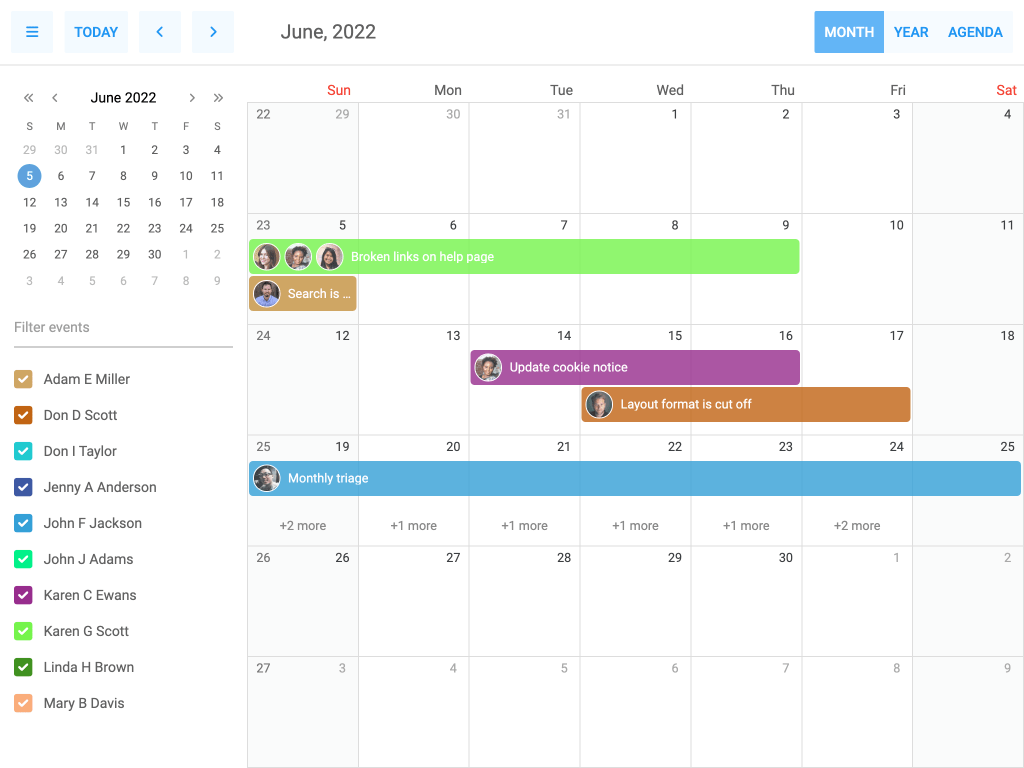 TODAY
June, 2022
MONTH YEAR AGENDA
June 2022
S M T W T F S
29 30 31 1 2 3 4
5 6 7 8 9 10 11
12 13 14 15 16 17 18
19 20 21 22 23 24 25
26 27 28 29 30 1 2
3 4 5 6 7 8 9
Filter events
Adam E Miller
Don D Scott
Don I Taylor
Jenny A Anderson
John F Jackson
John J Adams
Karen C Ewans
Karen G Scott
Linda H Brown
Mary B Davis
Sun Mon Tue Wed Thu Fri Sat
22 29 30 31 1 2 3 4
23 5 6 7 8 9 10 11
Broken links on help page
Search is ...
24 12 13 14 15 16 17 18
Update cookie notice
Layout format is cut off
25 19 20 21 22 23 24 25
Monthly triage
+2 more +1 more +1 more +1 more +1 more +2 more
26 26 27 28 29 30 1 2
27 3 4 5 6 7 8 9